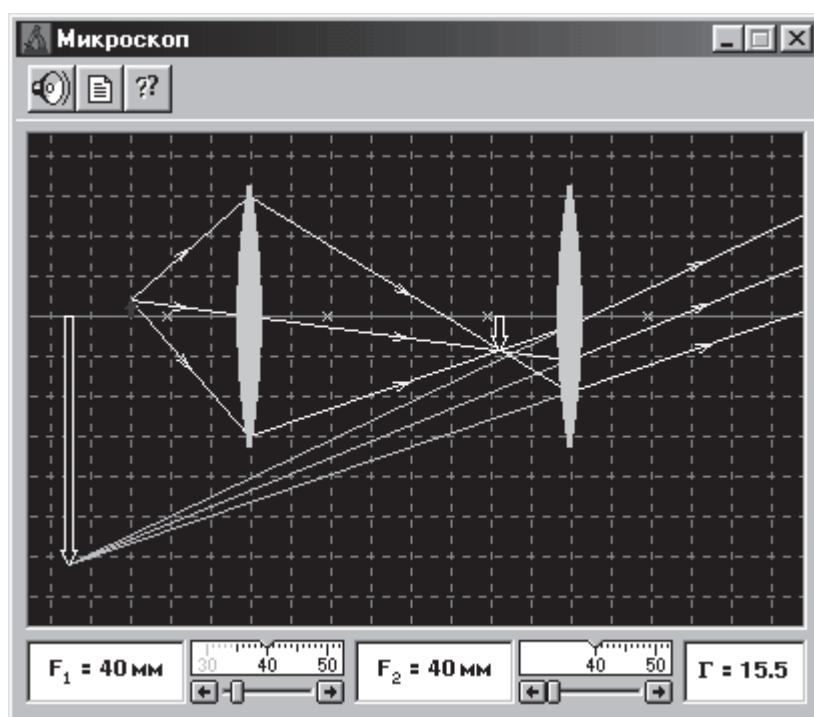 Микроскоп
??
F₁ = 40 мм
30 40 50
F₂ = 40 мм
40 50
Γ = 15.5